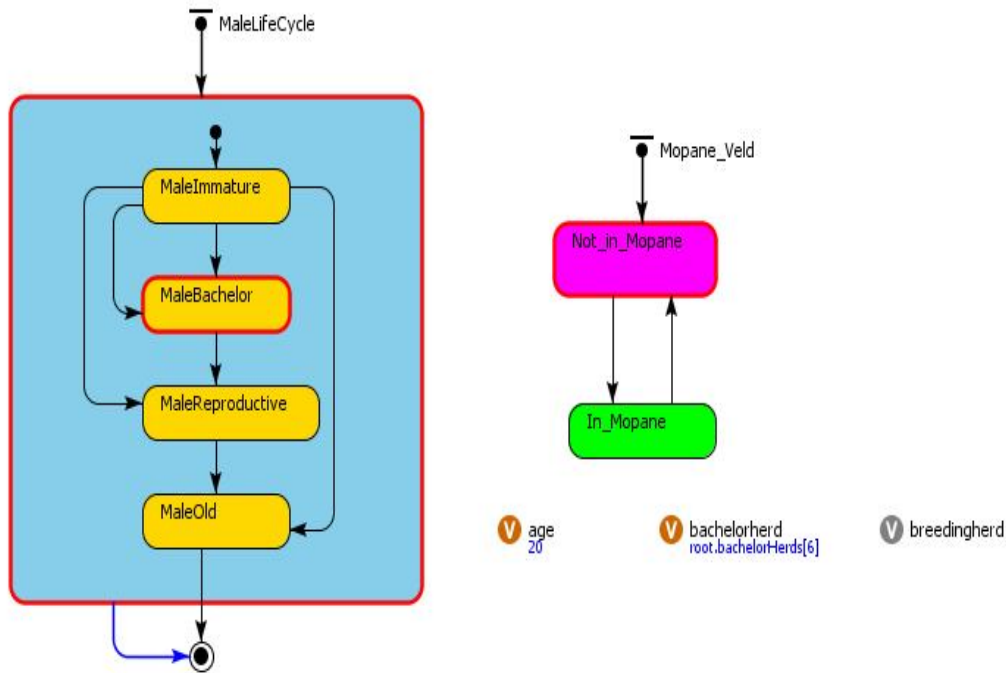 MaleLifeCycle
MaleImmature
MaleBachelor
MaleReproductive
MaleOld
Mopane_Veld
Not_in_Mopane
In_Mopane
V age
20
V bachelorherd
root.bachelorHerds[6]
V breedingherd